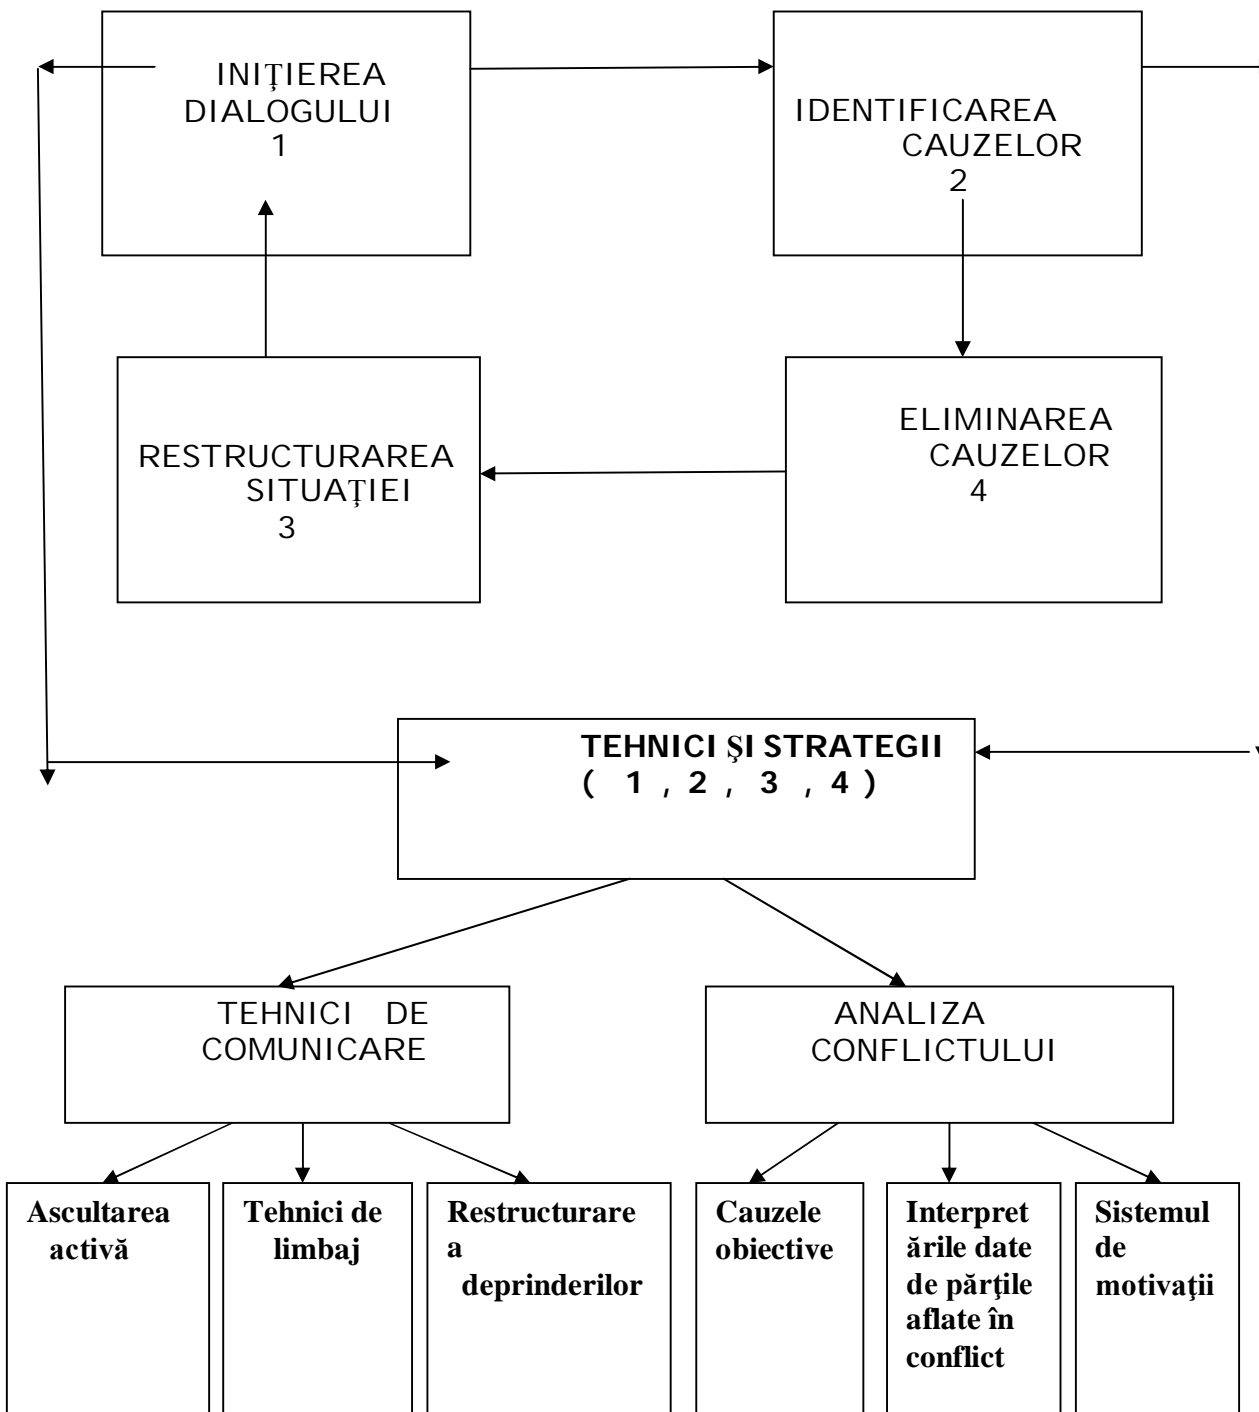 INIŢIEREA
DIALOGULUI
1
IDENTIFICAREA
CAUZELOR
2
RESTRUCTURAREA
SITUAŢIEI
3
ELIMINAREA
CAUZELOR
4
TEHNICI ŞI STRATEGII
( 1 , 2 , 3 , 4 )
TEHNICI DE
COMUNICARE
ANALIZA
CONFLICTULUI
Ascultarea
activă
Tehnici de
limbaj
Restructurare
a
deprinderilor
Cauzele
obiective
Interpret
ările date
de părţile
aflate în
conflict
Sistemul
de
motivaţii